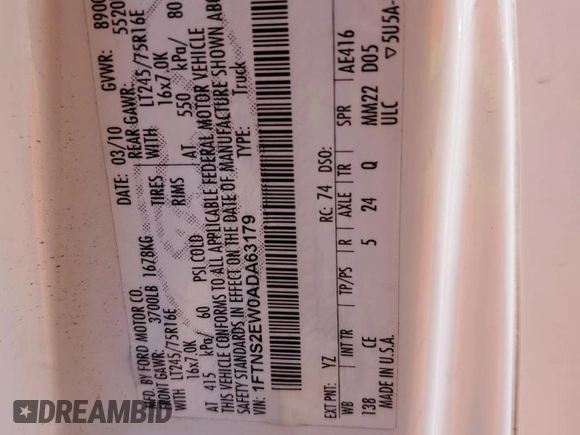 MFD. BY FORD MOTOR CO.
DATE: 03/10 GVWR: 8900
FRONT GAWR: 3700LB 1678KG REAR GAWR: 5520
LT245/75R16E TIRES LT245/75R16E
WITH 16x7.0K RIMS WITH 16x7.0K
AT 415 kPa/ 60 PSI COLD AT 550 kPa/ 80
THIS VEHICLE CONFORMS TO ALL APPLICABLE FEDERAL MOTOR VEHICLE
SAFETY STANDARDS IN EFFECT ON THE DATE OF MANUFACTURE SHOWN ABOVE
VIN: 1FTNS2EW0ADA63179 TYPE: Truck
EXT PNT: YZ RC: 74 DSO:
WB INT TR TP/PS R AXLE TR SPR AE416
138 CE 5 24 Q MM22 D05
MADE IN U.S.A. ULC ▽5U5A-
DREAMBID